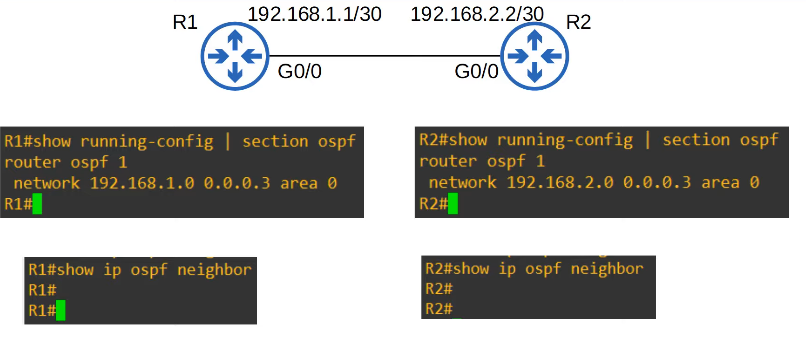 192.168.1.1/30 192.168.2.2/30
R1 R2
G0/0 G0/0
R1#show running-config | section ospf
router ospf 1
 network 192.168.1.0 0.0.0.3 area 0
R1#
R2#show running-config | section ospf
router ospf 1
 network 192.168.2.0 0.0.0.3 area 0
R2#
R1#show ip ospf neighbor
R1#
R1#
R2#show ip ospf neighbor
R2#
R2#